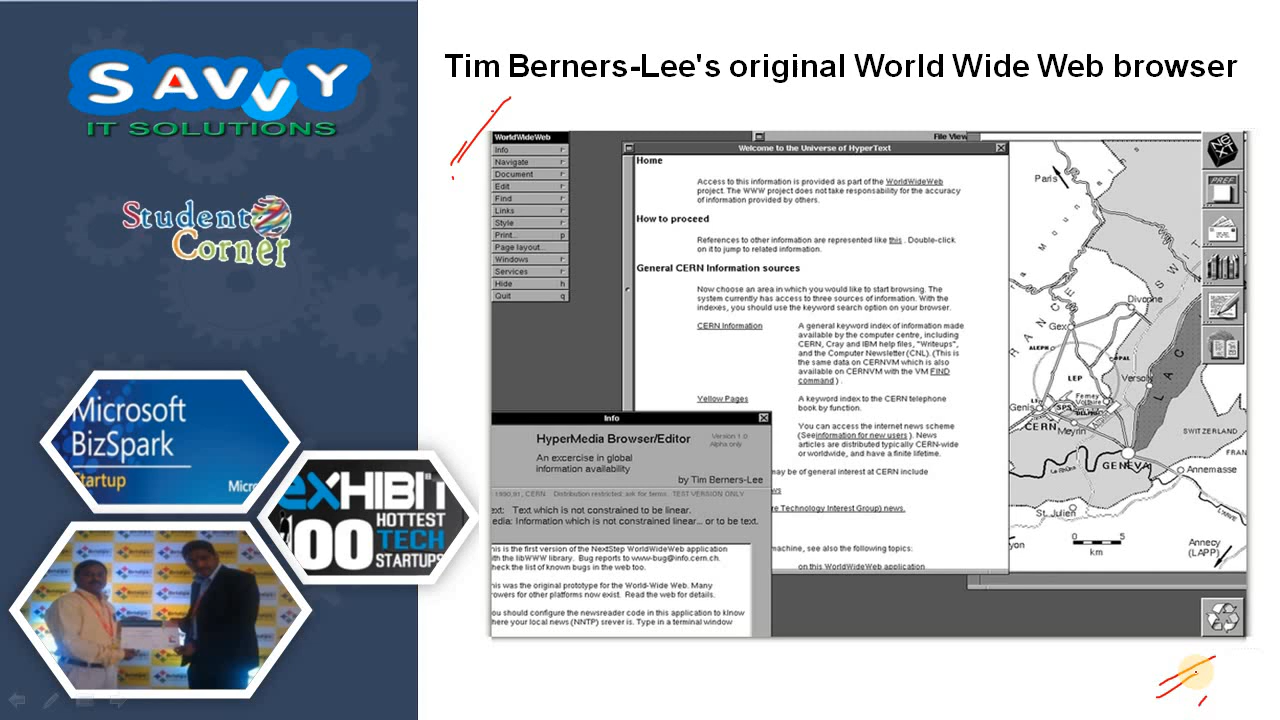 SAVVY
IT SOLUTIONS
Student
Corner
Microsoft
BizSpark
Startup
EXHIBIT
100
HOTTEST
TECH
STARTUPS
Tim Berners-Lee's original World Wide Web browser
WorldWideWeb
Info
Navigate
Document
Edit
Find
Links
Style
Print... p
Page layout...
Windows
Services
Hide h
Quit q
File View
Welcome to the Universe of HyperText
Home
Access to this information is provided as part of the WorldWideWeb
project. The WWW project does not take responsability for the accuracy
of information provided by others.
How to proceed
References to other information are represented like this . Double-click
on it to jump to related information.
General CERN Information sources
Now choose an area in which you would like to start browsing. The
system currently has access to three sources of information. With the
indexes, you should use the keyword search option on your browser.
CERN Information
A general keyword index of information made
available by the computer centre, including
CERN, Cray and IBM help files, "Writeups",
and the Computer Newsletter (CNL). (This is
the same data on CERNVM which is also
available on CERNVM with the VM FIND
command ) .
Yellow Pages
A keyword index to the CERN telephone
book by function.
You can access the internet news scheme
(See information for new users ). News
articles are distributed typically CERN-wide
or worldwide, and have a finite lifetime.
may be of general interest at CERN include
re Technology Interest Group) news.
machine, see also the following topics:
on this WorldWideWeb application
Info
HyperMedia Browser/Editor
Version 1.0
Alpha only
An excercise in global
information availability
by Tim Berners-Lee
1990,91, CERN. Distribution restricted: ask for terms. TEST VERSION ONLY
ext: Text which is not constrained to be linear.
edia: Information which is not constrained linear... or to be text.
his is the first version of the NextStep WorldWideWeb application
ith the libWWW library. Bug reports to www-bug@info.cern.ch.
heck the list of known bugs in the web too.
his was the original prototype for the World-Wide Web. Many
rowers for other platforms now exist. Read the web for details.
ou should configure the newsreader code in this application to know
here your local news (NNTP) srever is. Type in a terminal window
Paris
FRANCE
Divonne
Gex
ALEPH
OPAL
LEP
Versoix
LAC
Ferney
Voltaire
Genis
SPS
DELPHI
CERN
Meyrin
SWITZERLAND
GENEVA
Annemasse
St. Julien
0 5
km
Annecy
(LAPP)
NeXT